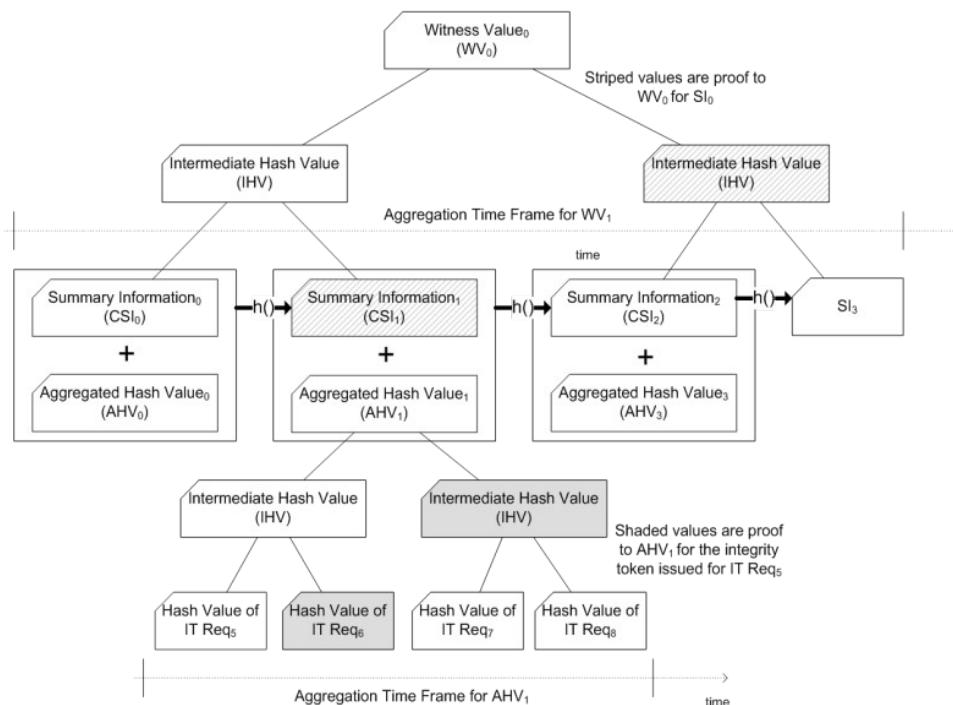 Witness Value₀
(WV₀)
Striped values are proof to
WV₀ for SI₀
Intermediate Hash Value
(IHV)
Intermediate Hash Value
(IHV)
Aggregation Time Frame for WV₁
time
Summary Information₀
(CSI₀)
h()
Summary Information₁
(CSI₁)
h()
Summary Information₂
(CSI₂)
h()
SI₃
+
+
+
Aggregated Hash Value₀
(AHV₀)
Aggregated Hash Value₁
(AHV₁)
Aggregated Hash Value₃
(AHV₃)
Intermediate Hash Value
(IHV)
Intermediate Hash Value
(IHV)
Shaded values are proof
to AHV₁ for the integrity
token issued for IT Req₅
Hash Value of
IT Req₅
Hash Value of
IT Req₆
Hash Value of
IT Req₇
Hash Value of
IT Req₈
Aggregation Time Frame for AHV₁
time